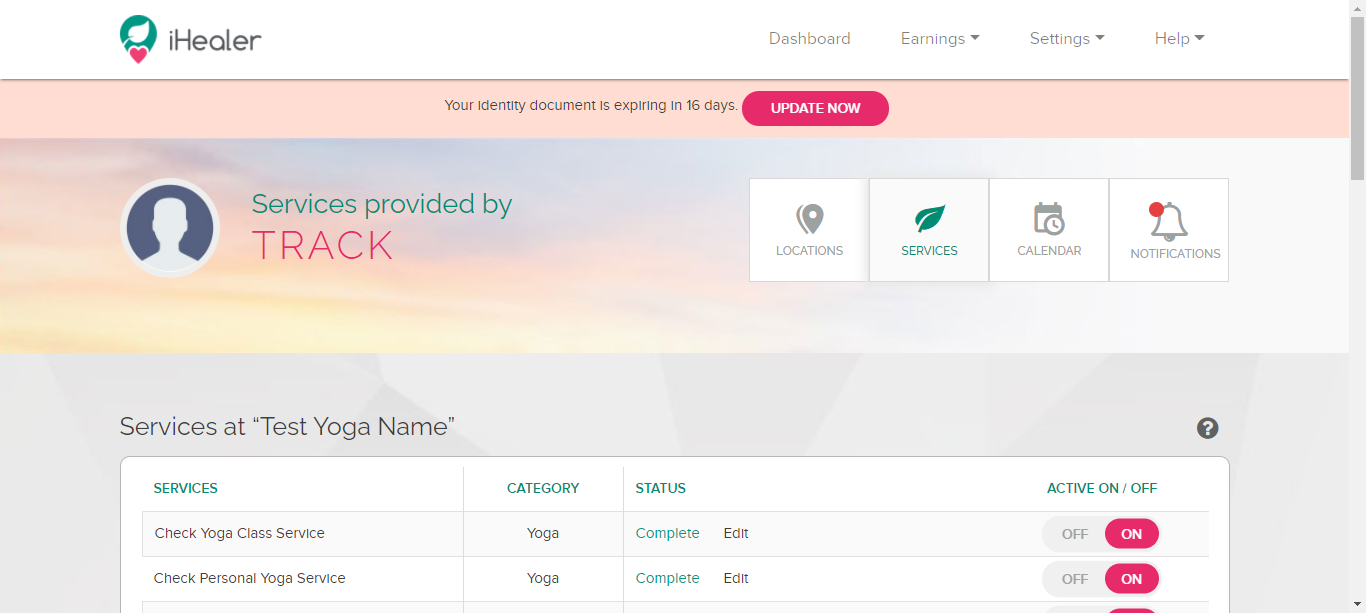 iHealer
Dashboard Earnings Settings Help
Your identity document is expiring in 16 days. UPDATE NOW
Services provided by
TRACK
LOCATIONS SERVICES CALENDAR NOTIFICATIONS
Services at “Test Yoga Name” ?
SERVICES CATEGORY STATUS ACTIVE ON / OFF
Check Yoga Class Service Yoga Complete Edit OFF ON
Check Personal Yoga Service Yoga Complete Edit OFF ON